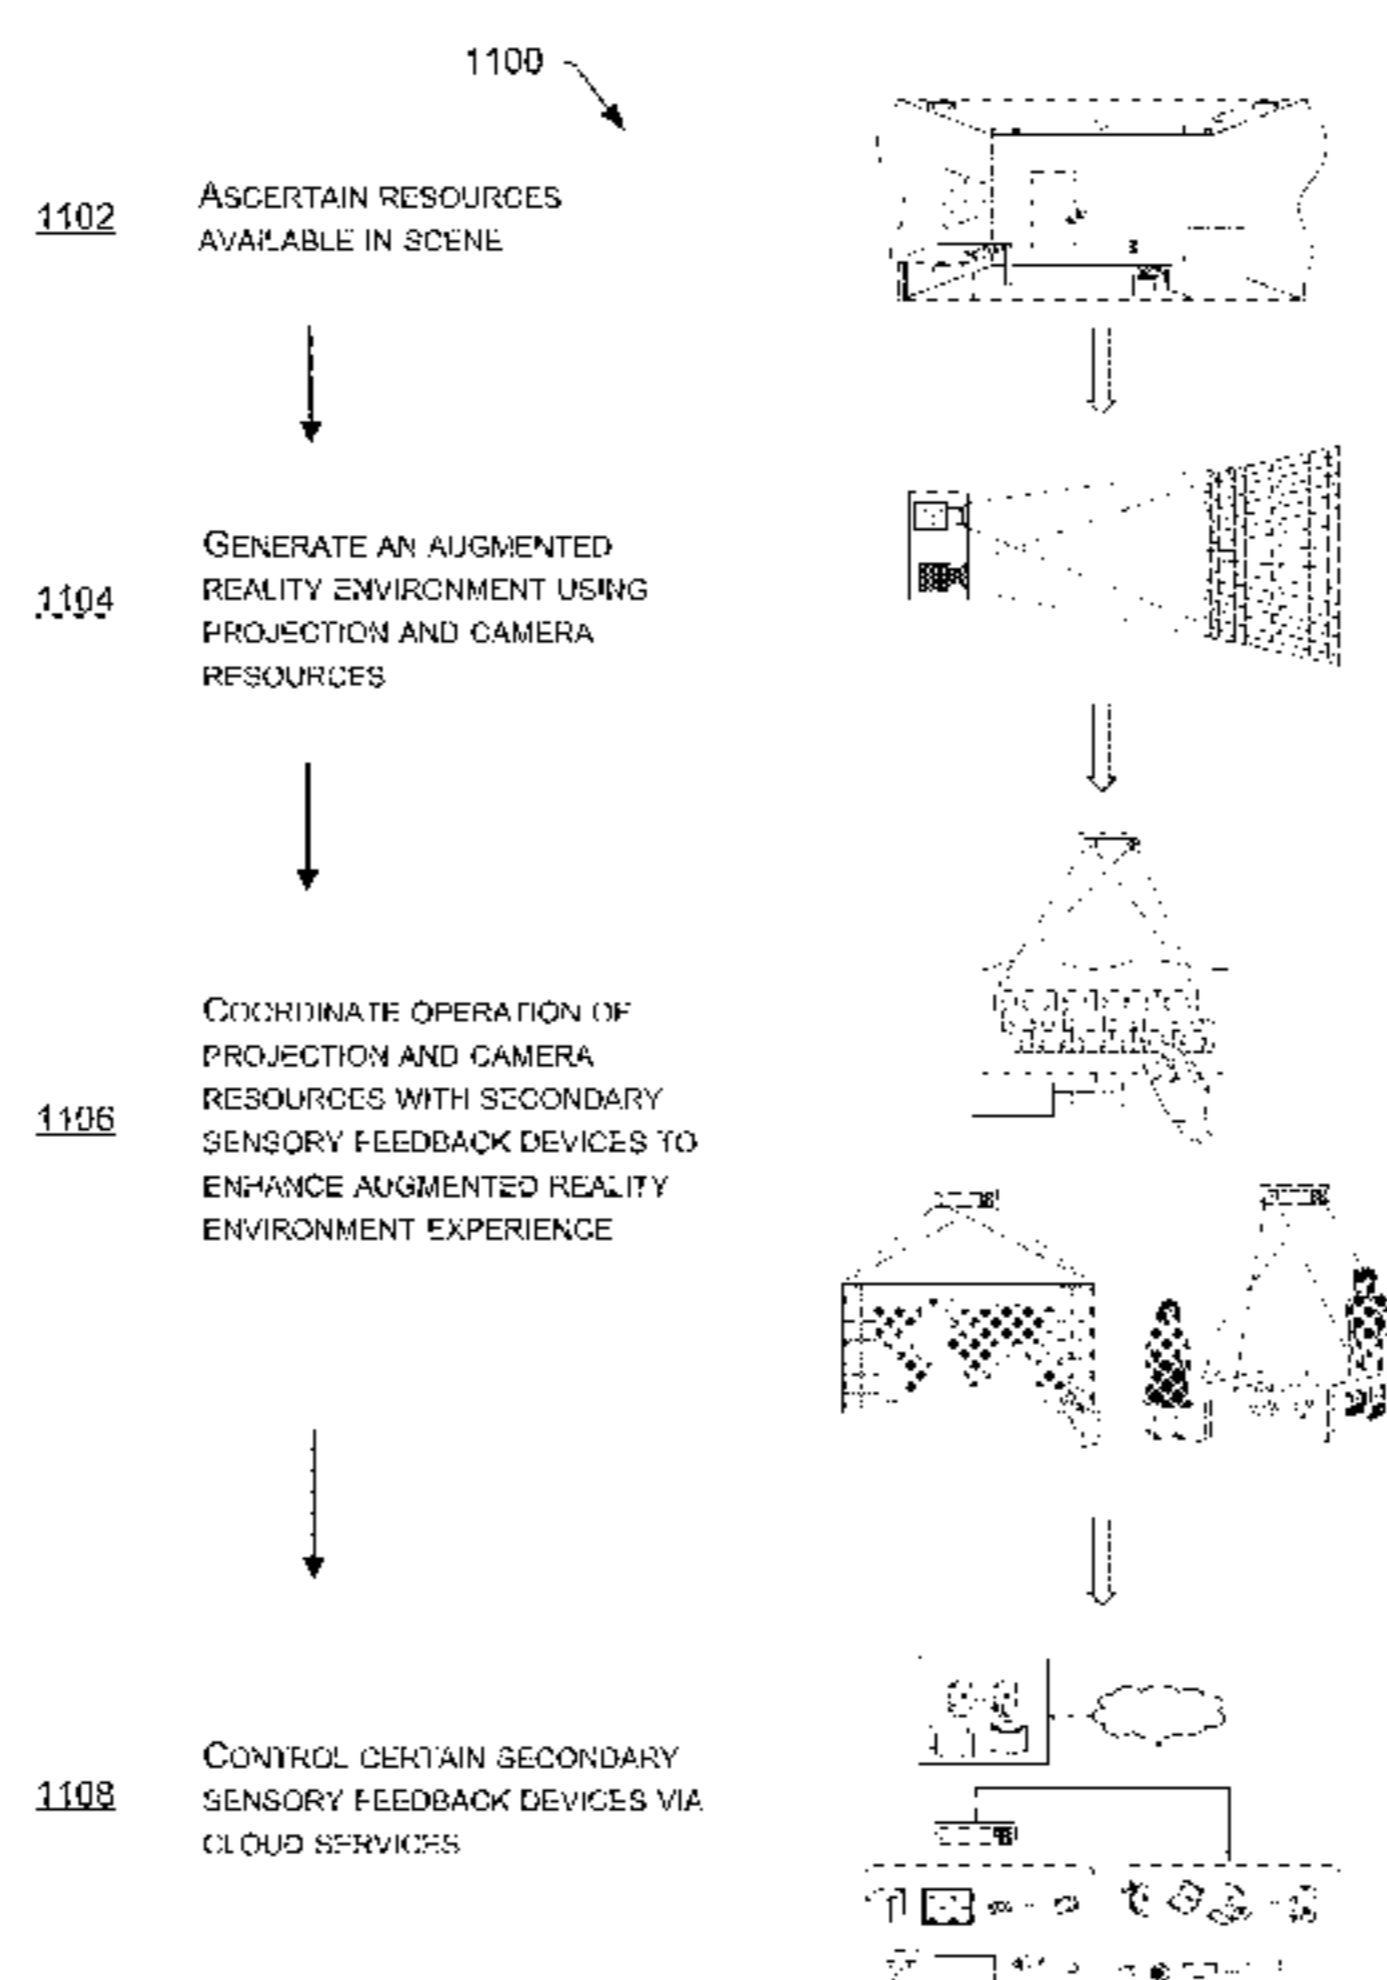 1100
1102
ASCERTAIN RESOURCES
AVAILABLE IN SCENE
1104
GENERATE AN AUGMENTED
REALITY ENVIRONMENT USING
PROJECTION AND CAMERA
RESOURCES
1106
COORDINATE OPERATION OF
PROJECTION AND CAMERA
RESOURCES WITH SECONDARY
SENSORY FEEDBACK DEVICES TO
ENHANCE AUGMENTED REALITY
ENVIRONMENT EXPERIENCE
1108
CONTROL CERTAIN SECONDARY
SENSORY FEEDBACK DEVICES VIA
CLOUD SERVICES